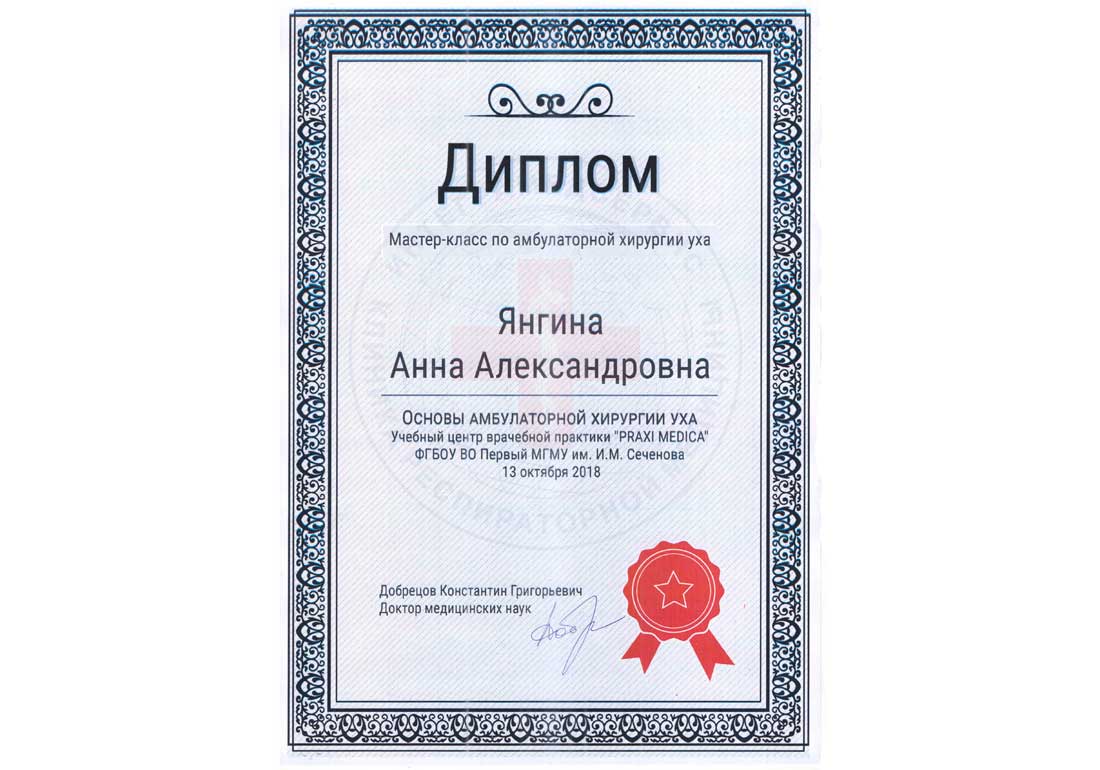 Диплом
Мастер-класс по амбулаторной хирургии уха
Янгина
Анна Александровна
ОСНОВЫ АМБУЛАТОРНОЙ ХИРУРГИИ УХА
Учебный центр врачебной практики "PRAXI MEDICA"
ФГБОУ ВО Первый МГМУ им. И.М. Сеченова
13 октября 2018
Добрецов Константин Григорьевич
Доктор медицинских наук